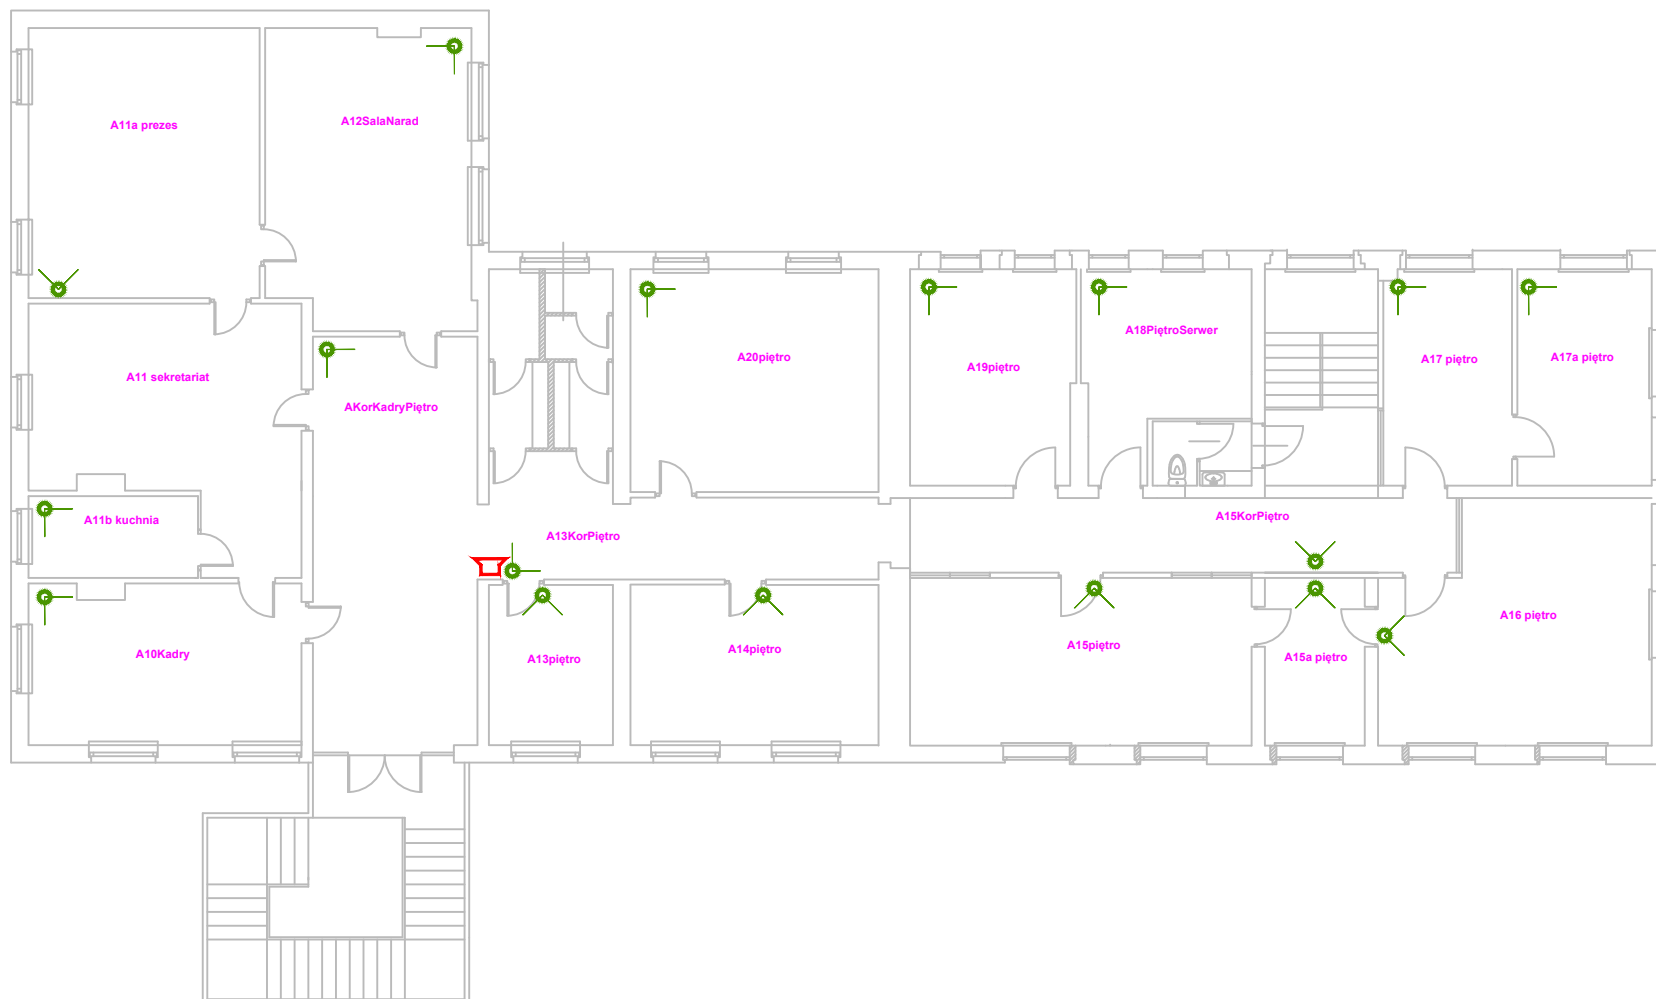 A11a prezes
A12SalaNarad
A18PiętroSerwer
A20piętro
A19piętro
A17 piętro
A17a piętro
A11 sekretariat
AKorKadryPiętro
A11b kuchnia
A13KorPiętro
A15KorPiętro
A10Kadry
A13piętro
A14piętro
A15piętro
A15a piętro
A16 piętro